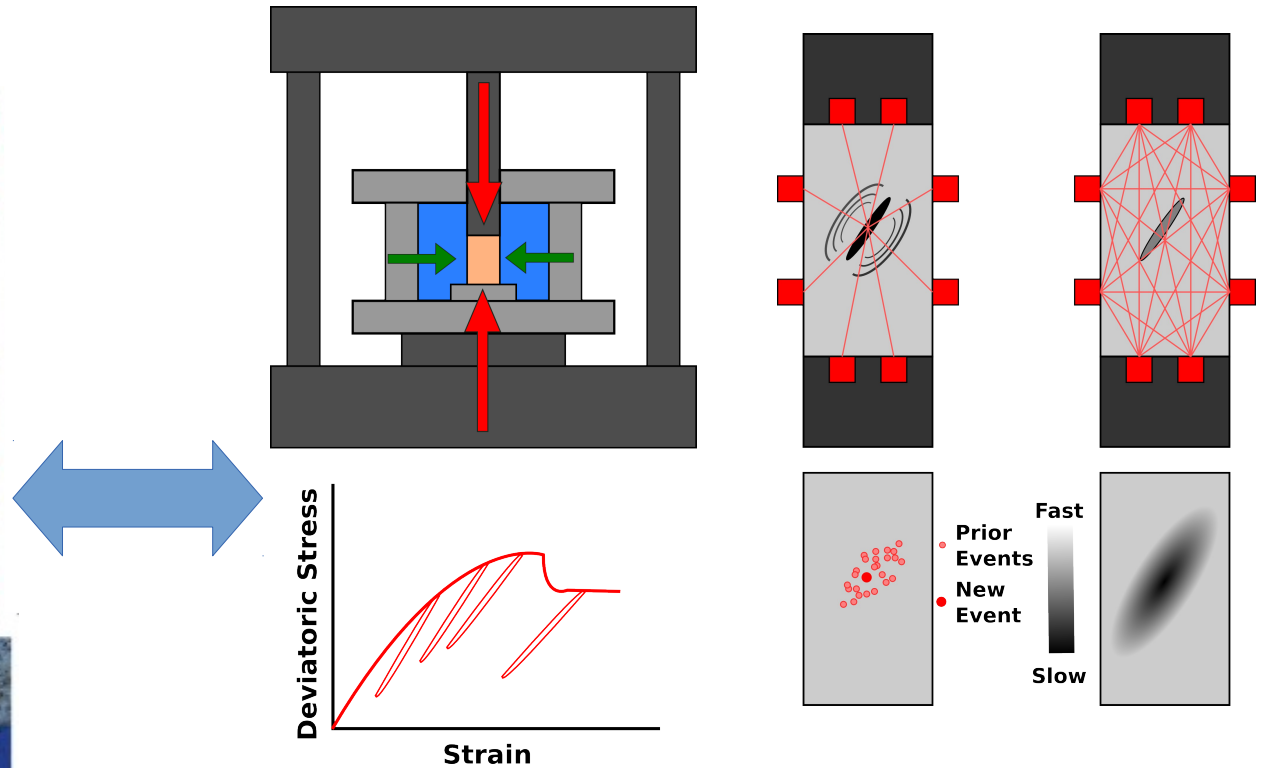 Deviatoric Stress
Strain
Prior
Events
New
Event
Fast
Slow